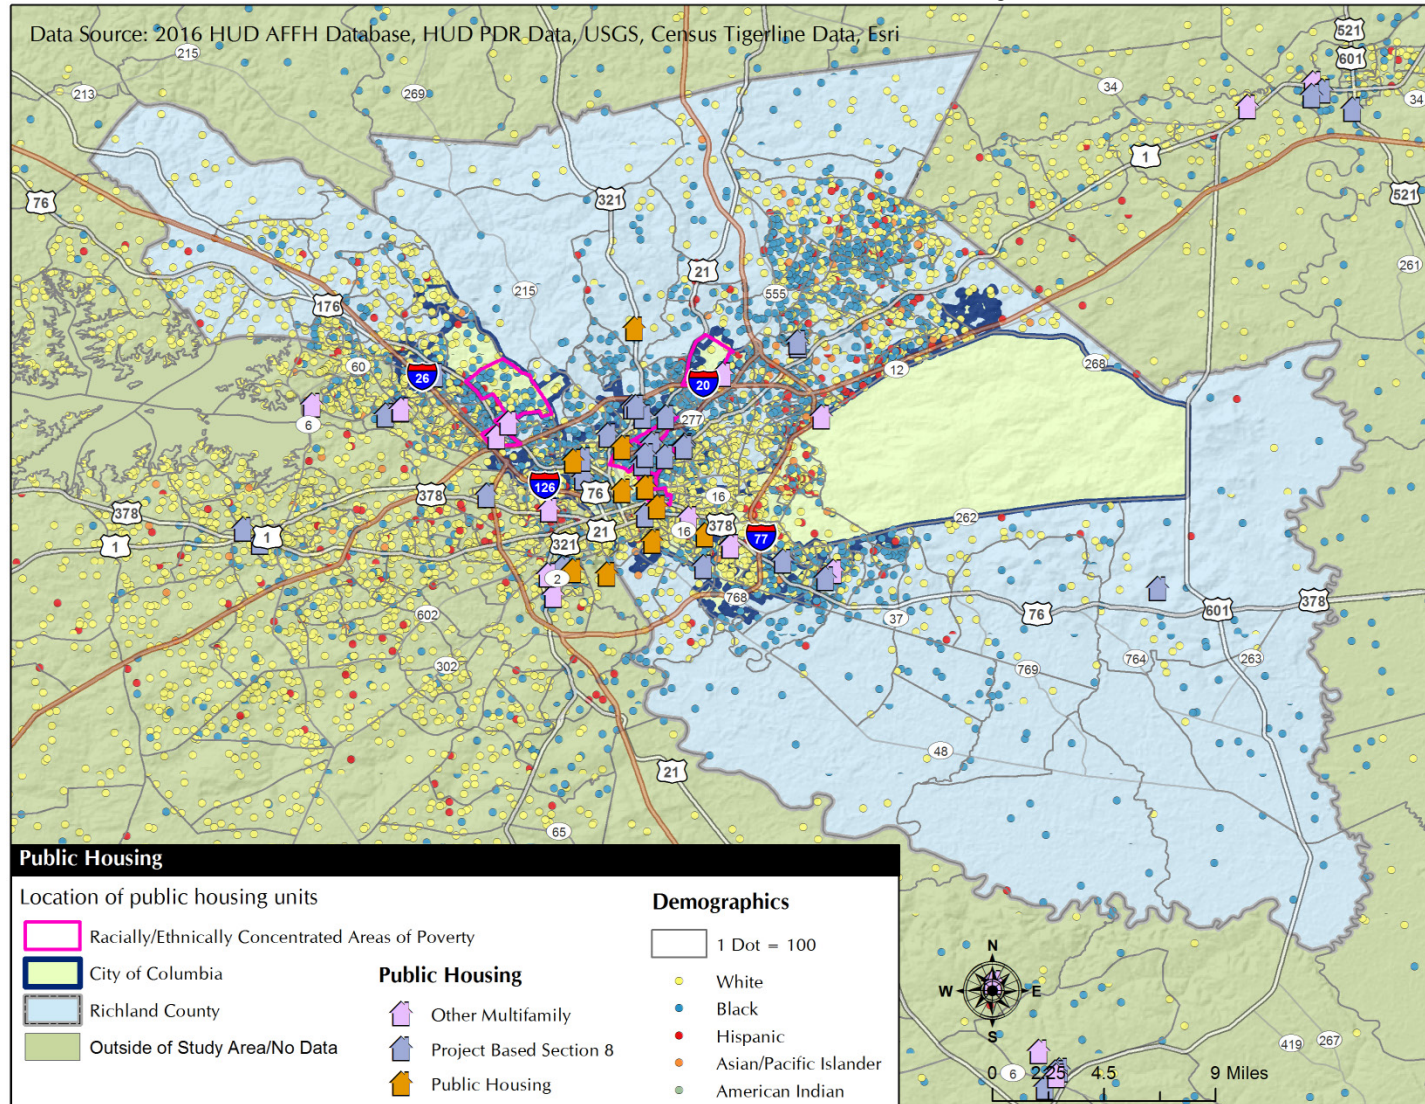 Data Source: 2016 HUD AFFH Database, HUD PDR Data, USGS, Census Tigerline Data, Esri
521
215
601
213
269
34
34
1
76
321
521
21
261
176
215
555
268
60
26
12
20
6
277
378
126
76
16
378
262
1
1
21
16
378
321
77
2
768
76
601
378
602
37
302
769
764
263
48
21
65
Public Housing
Location of public housing units
Racially/Ethnically Concentrated Areas of Poverty
City of Columbia
Richland County
Outside of Study Area/No Data
Public Housing
Other Multifamily
Project Based Section 8
Public Housing
Demographics
1 Dot = 100
White
Black
Hispanic
Asian/Pacific Islander
American Indian
N
W E
S
419 267
6
0 2.25 4.5 9 Miles